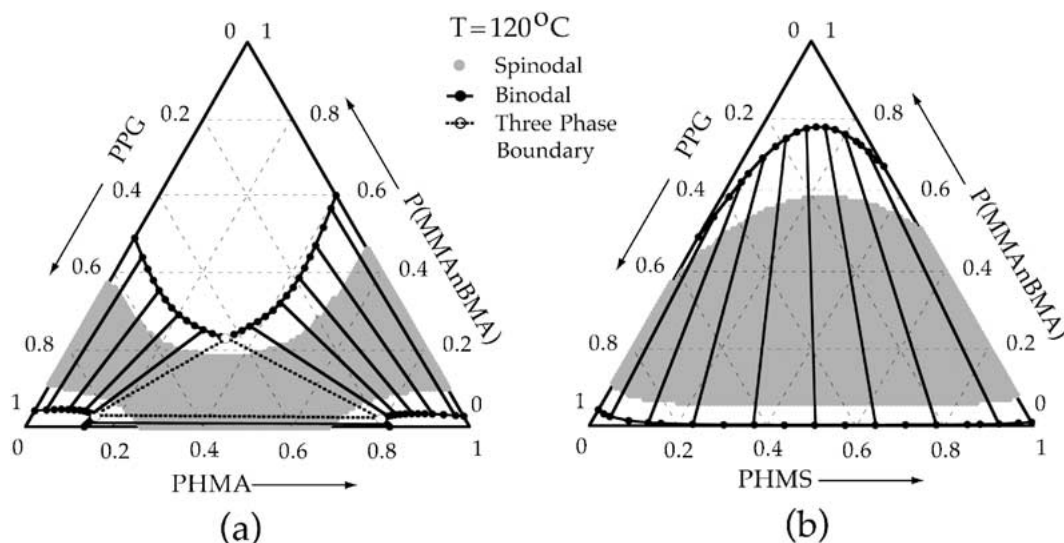 T=120°C
Spinodal
Binodal
Three Phase
Boundary
0 1
0.2 0.8
PPG
0.4 0.6
P(MMAnBMA)
0.6 0.4
0.8 0.2
1 0
0 0.2 0.4 0.6 0.8 1
PHMA
(a)
0 1
0.2 0.8
PPG
0.4 0.6
P(MMAnBMA)
0.6 0.4
0.8 0.2
1 0
0 0.2 0.4 0.6 0.8 1
PHMS
(b)